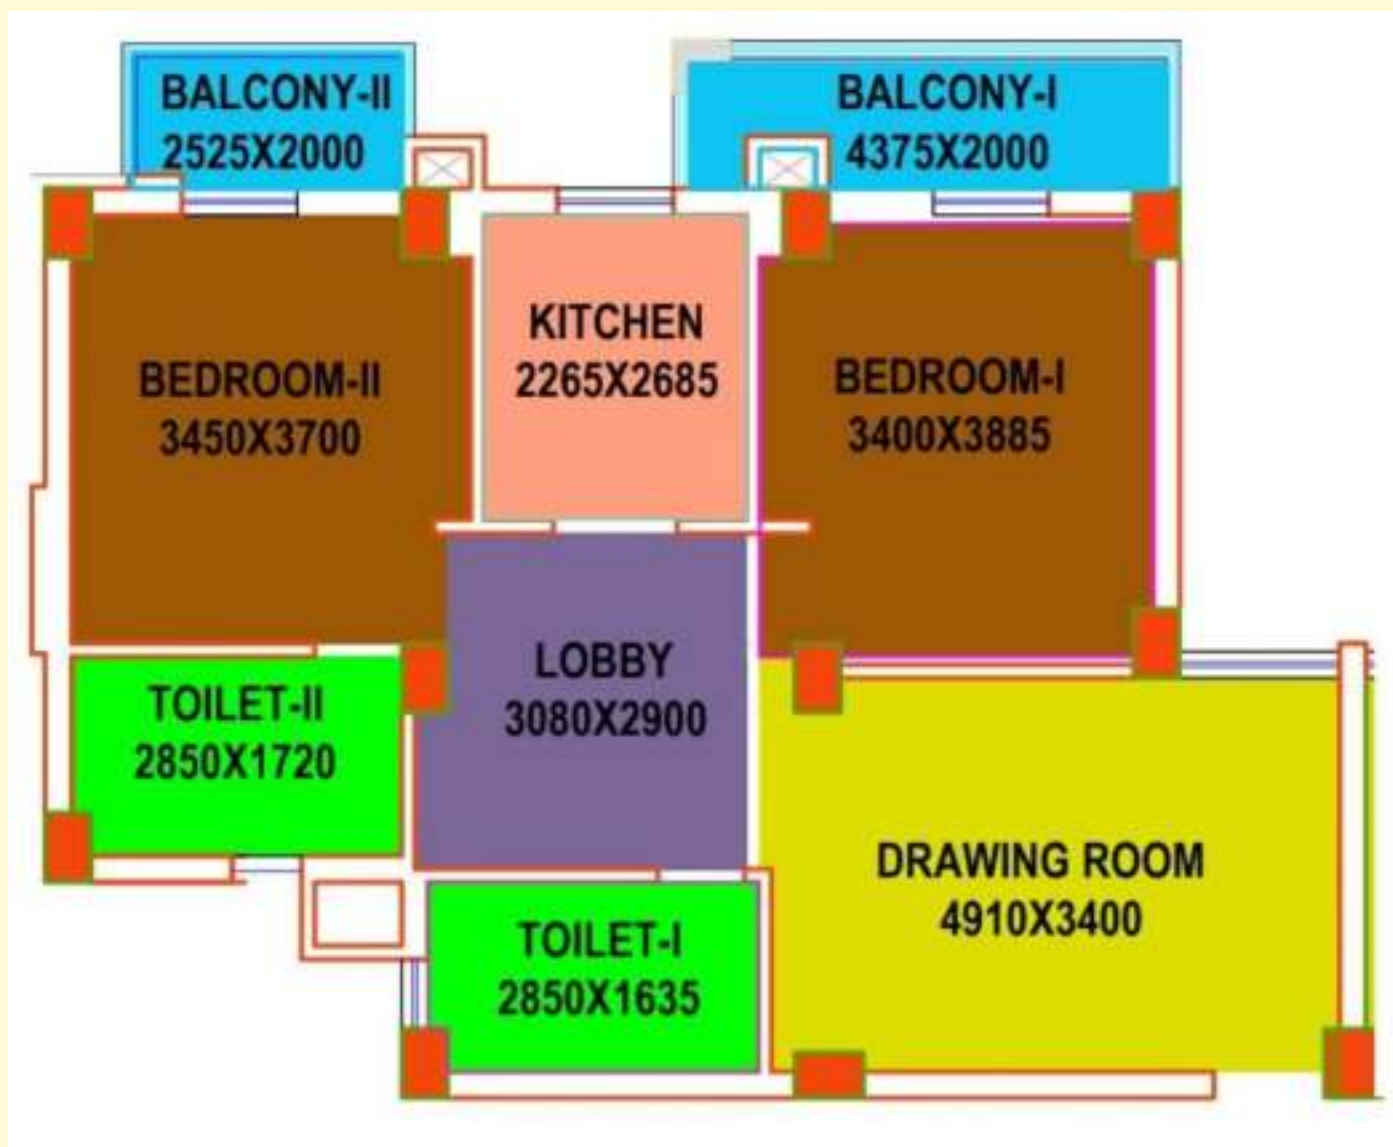 BALCONY-II
2525X2000
BALCONY-I
4375X2000
KITCHEN
2265X2685
BEDROOM-II
3450X3700
BEDROOM-I
3400X3885
LOBBY
3080X2900
TOILET-II
2850X1720
DRAWING ROOM
4910X3400
TOILET-I
2850X1635